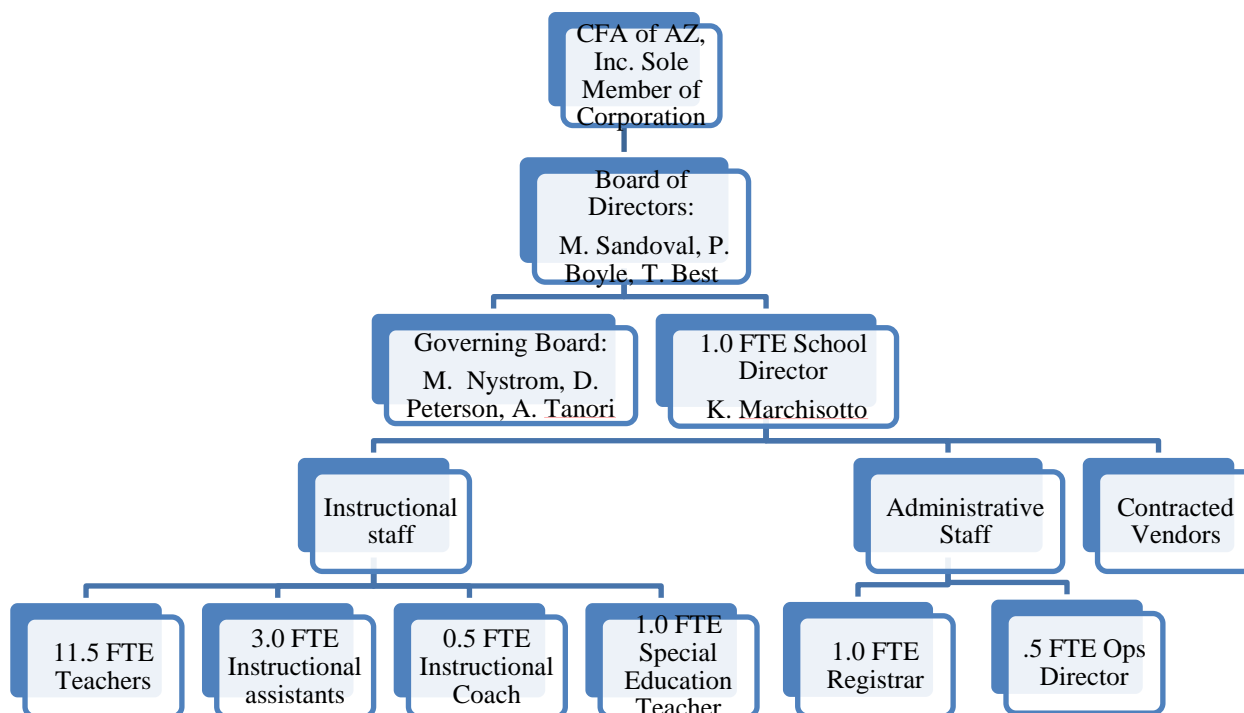 CFA of AZ,
Inc. Sole
Member of
Corporation
Board of
Directors:
M. Sandoval, P.
Boyle, T. Best
Governing Board:
M. Nystrom, D.
Peterson, A. Tanori
1.0 FTE School
Director
K. Marchisotto
Instructional
staff
Administrative
Staff
Contracted
Vendors
11.5 FTE
Teachers
3.0 FTE
Instructional
assistants
0.5 FTE
Instructional
Coach
1.0 FTE
Special
Education
Teacher
1.0 FTE
Registrar
.5 FTE Ops
Director